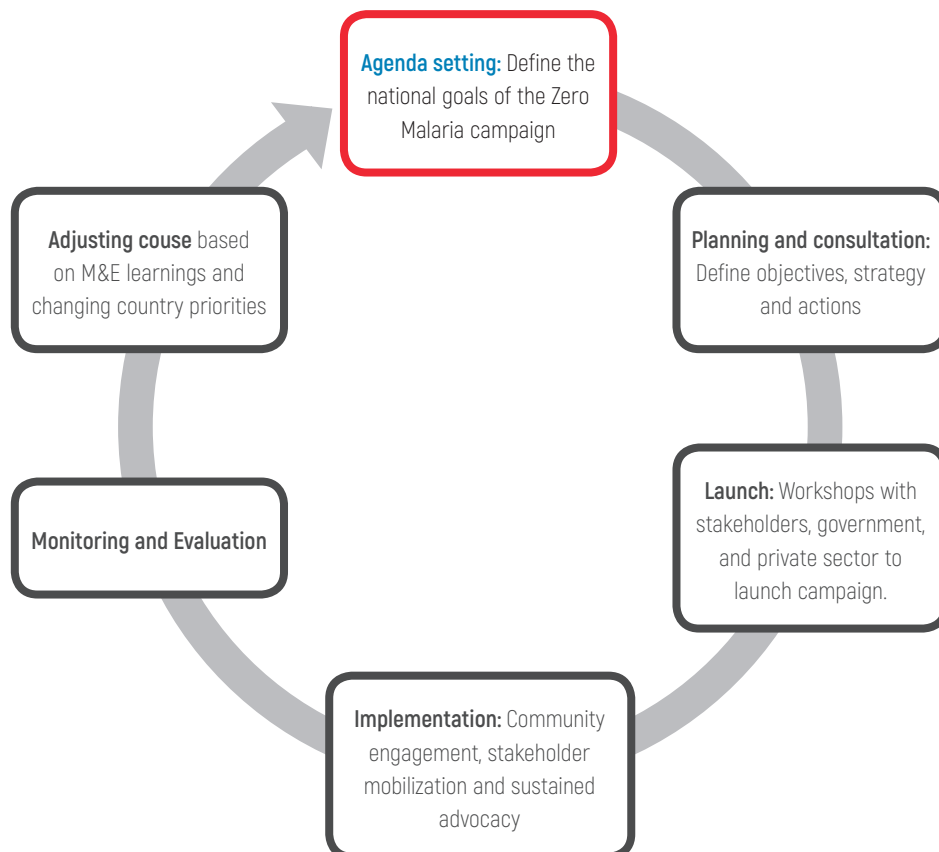 Agenda setting: Define the
national goals of the Zero
Malaria campaign
Planning and consultation:
Define objectives, strategy
and actions
Launch: Workshops with
stakeholders, government,
and private sector to
launch campaign.
Implementation: Community
engagement, stakeholder
mobilization and sustained
advocacy
Monitoring and Evaluation
Adjusting couse based
on M&E learnings and
changing country priorities